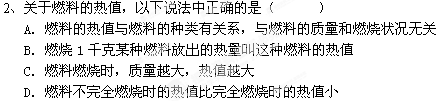 2、关于燃料的热值，以下说法中正确的是（　　）
A．燃料的热值与燃料的种类有关系，与燃料的质量和燃烧状况无关
B．燃烧1千克某种燃料放出的热量叫这种燃料的热值
C．燃料燃烧时，质量越大，热值越大
D．燃料不完全燃烧时的热值比完全燃烧时的热值小